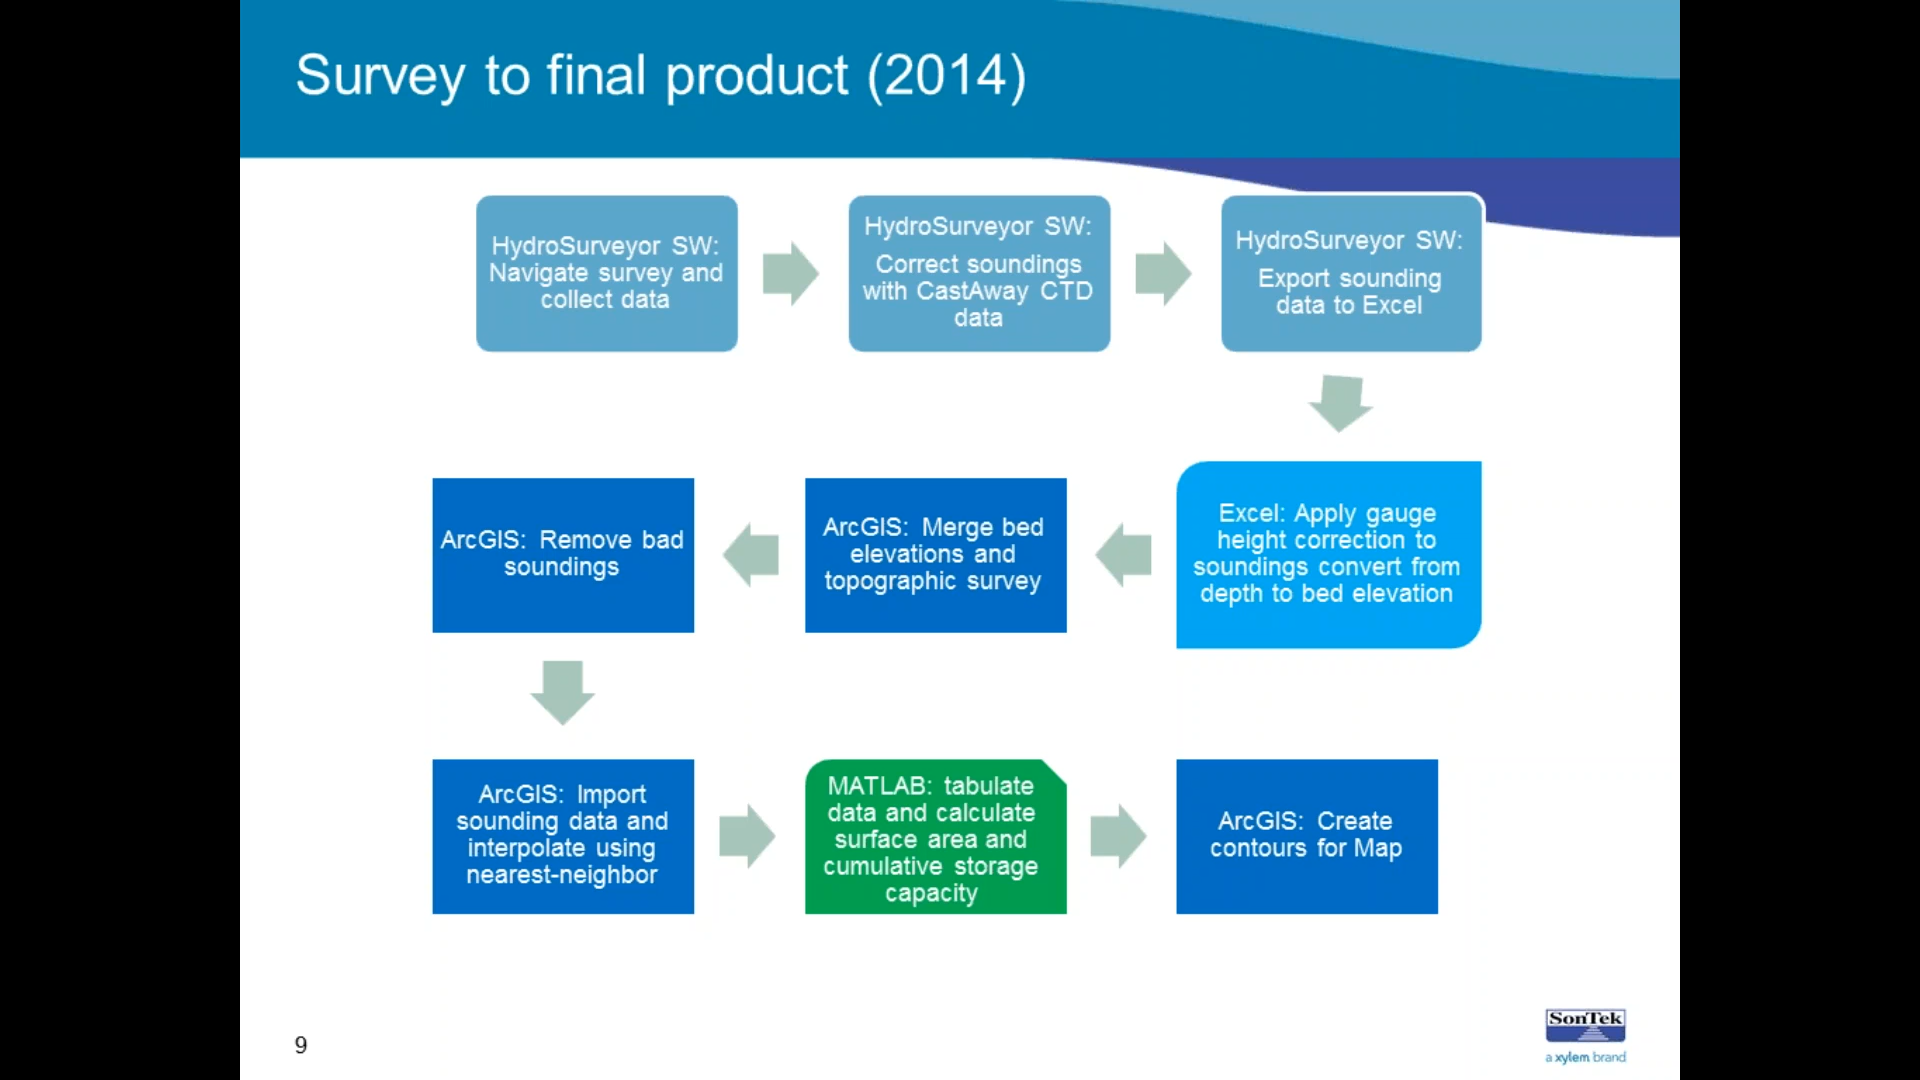 Survey to final product (2014)
HydroSurveyor SW:
Navigate survey and
collect data
HydroSurveyor SW:
Correct soundings
with CastAway CTD
data
HydroSurveyor SW:
Export sounding
data to Excel
Excel: Apply gauge
height correction to
soundings convert from
depth to bed elevation
ArcGIS: Merge bed
elevations and
topographic survey
ArcGIS: Remove bad
soundings
ArcGIS: Import
sounding data and
interpolate using
nearest-neighbor
MATLAB: tabulate
data and calculate
surface area and
cumulative storage
capacity
ArcGIS: Create
contours for Map
9
SonTek
a xylem brand